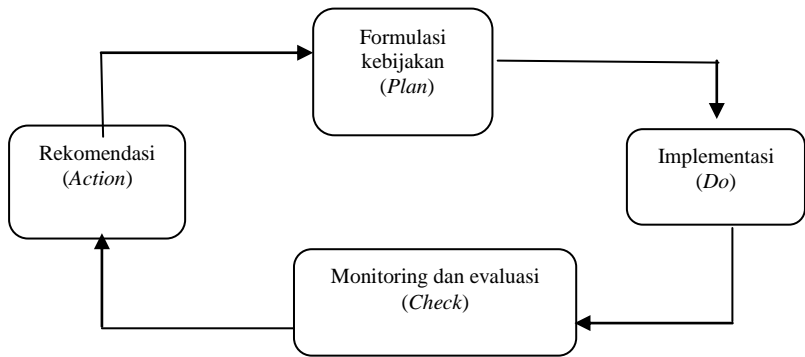 Formulasi
kebijakan
(Plan)
Rekomendasi
(Action)
Implementasi
(Do)
Monitoring dan evaluasi
(Check)